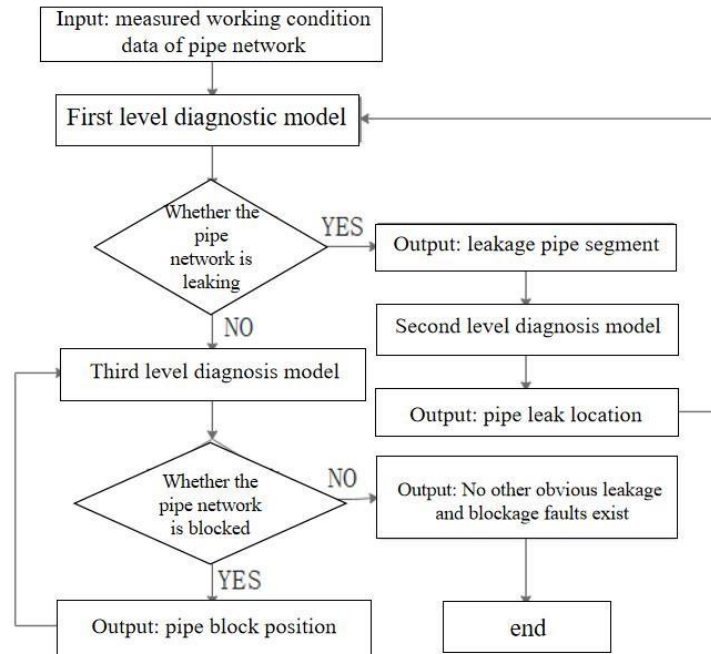 Input: measured working condition
data of pipe network
First level diagnostic model
Whether the
pipe
network is
leaking
YES
Output: leakage pipe segment
NO
Second level diagnosis model
Third level diagnosis model
Output: pipe leak location
Whether the
pipe network
is blocked
NO
Output: No other obvious leakage
and blockage faults exist
YES
Output: pipe block position
end